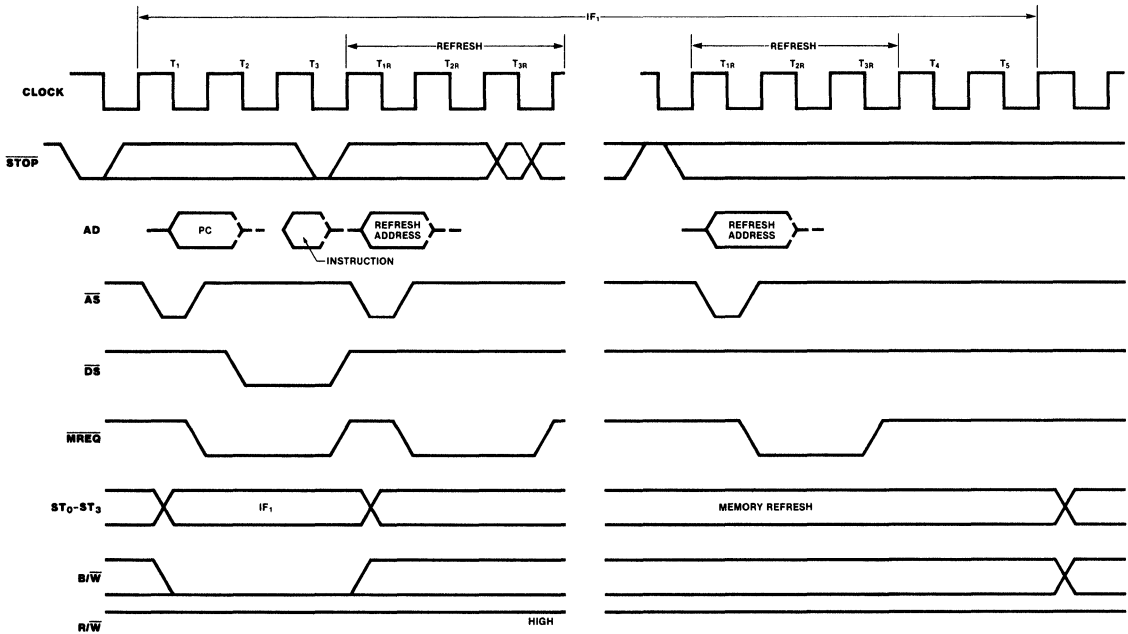 IF₁
REFRESH REFRESH
T₁ T₂ T₃ T₁R T₂R T₃R T₁R T₂R T₃R T₄ T₅
CLOCK
STOP
AD PC REFRESH ADDRESS REFRESH ADDRESS
INSTRUCTION
AS
DS
MREQ
ST₀-ST₃ IF₁ MEMORY REFRESH
B/W
R/W HIGH